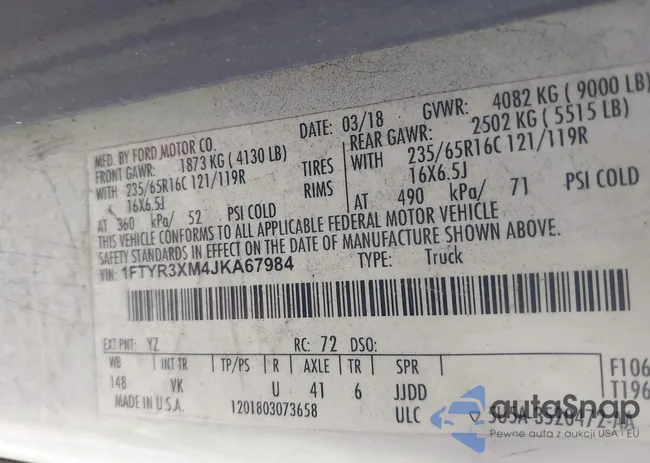 MFD. BY FORD MOTOR CO.
DATE: 03/18
GVWR: 4082 KG ( 9000 LB)
FRONT GAWR: 1873 KG ( 4130 LB)
REAR GAWR: 2502 KG ( 5515 LB)
WITH 235/65R16C 121/119R TIRES WITH 235/65R16C 121/119R
16X6.5J RIMS 16X6.5J
AT 360 kPa/ 52 PSI COLD AT 490 kPa/ 71 PSI COLD
THIS VEHICLE CONFORMS TO ALL APPLICABLE FEDERAL MOTOR VEHICLE
SAFETY STANDARDS IN EFFECT ON THE DATE OF MANUFACTURE SHOWN ABOVE.
VIN: 1FTYR3XM4JKA67984 TYPE: Truck
EXT PNT: YZ RC: 72 DSO:
WB INT TR TP/PS R AXLE TR SPR
148 VK U 41 6 JJDD
F106
T196
MADE IN U.S.A. 1201803073658 ULC 5U5A-3520472-AA
autoSnap
Pewne auta z aukcji USA i EU